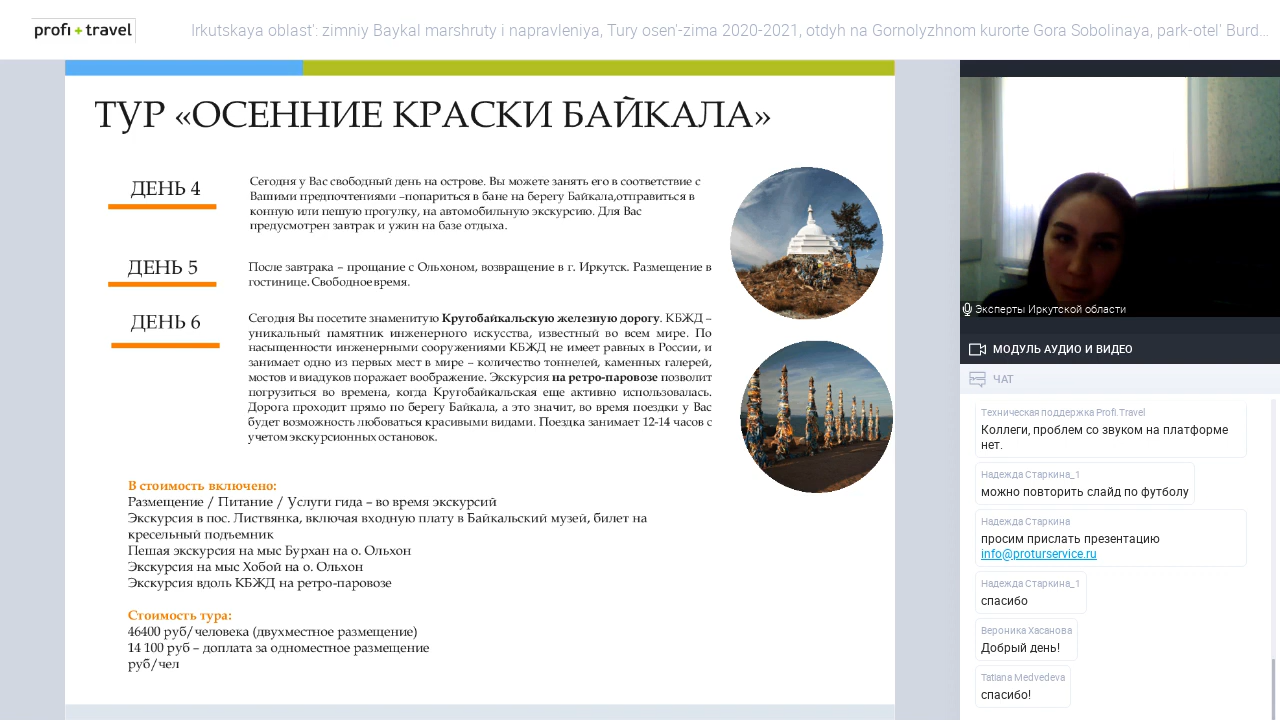 profi + travel
Irkutskaya oblast': zimniy Baykal marshruty i napravleniya, Tury osen'-zima 2020-2021, otdyh na Gornolyzhnom kurorte Gora Sobolinaya, park-otel' Burd...
ТУР «ОСЕННИЕ КРАСКИ БАЙКАЛА»
ДЕНЬ 4
Сегодня у Вас свободный день на острове. Вы можете занять его в соответствие с
Вашими предпочтениями –попариться в бане на берегу Байкала,отправиться в
конную или пешую прогулку, на автомобильную экскурсию. Для Вас
предусмотрен завтрак и ужин на базе отдыха.
ДЕНЬ 5
После завтрака – прощание с Ольхоном, возвращение в г. Иркутск. Размещение в
гостинице. Свободное время.
ДЕНЬ 6
Сегодня Вы посетите знаменитую Кругобайкальскую железную дорогу. КБЖД –
уникальный памятник инженерного искусства, известный во всем мире. По
насыщенности инженерными сооружениями КБЖД не имеет равных в России, и
занимает одно из первых мест в мире – количество тоннелей, каменных галерей,
мостов и виадуков поражает воображение. Экскурсия на ретро-паровозе позволит
погрузиться во времена, когда Кругобайкальская еще активно использовалась.
Дорога проходит прямо по берегу Байкала, а это значит, во время поездки у Вас
будет возможность любоваться красивыми видами. Поездка занимает 12-14 часов с
учетом экскурсионных остановок.
В стоимость включено:
Размещение / Питание / Услуги гида – во время экскурсий
Экскурсия в пос. Листвянка, включая входную плату в Байкальский музей, билет на
кресельный подъемник
Пешая экскурсия на мыс Бурхан на о. Ольхон
Экскурсия на мыс Хобой на о. Ольхон
Экскурсия вдоль КБЖД на ретро-паровозе
Стоимость тура:
46400 руб/человека (двухместное размещение)
14 100 руб – доплата за одноместное размещение
руб/чел
Эксперты Иркутской области
МОДУЛЬ АУДИО И ВИДЕО
ЧАТ
Техническая поддержка Profi.Travel
Коллеги, проблем со звуком на платформе
нет.
Надежда Старкина_1
можно повторить слайд по футболу
Надежда Старкина
просим прислать презентацию
info@proturservice.ru
Надежда Старкина_1
спасибо
Вероника Хасанова
Добрый день!
Tatiana Medvedeva
спасибо!